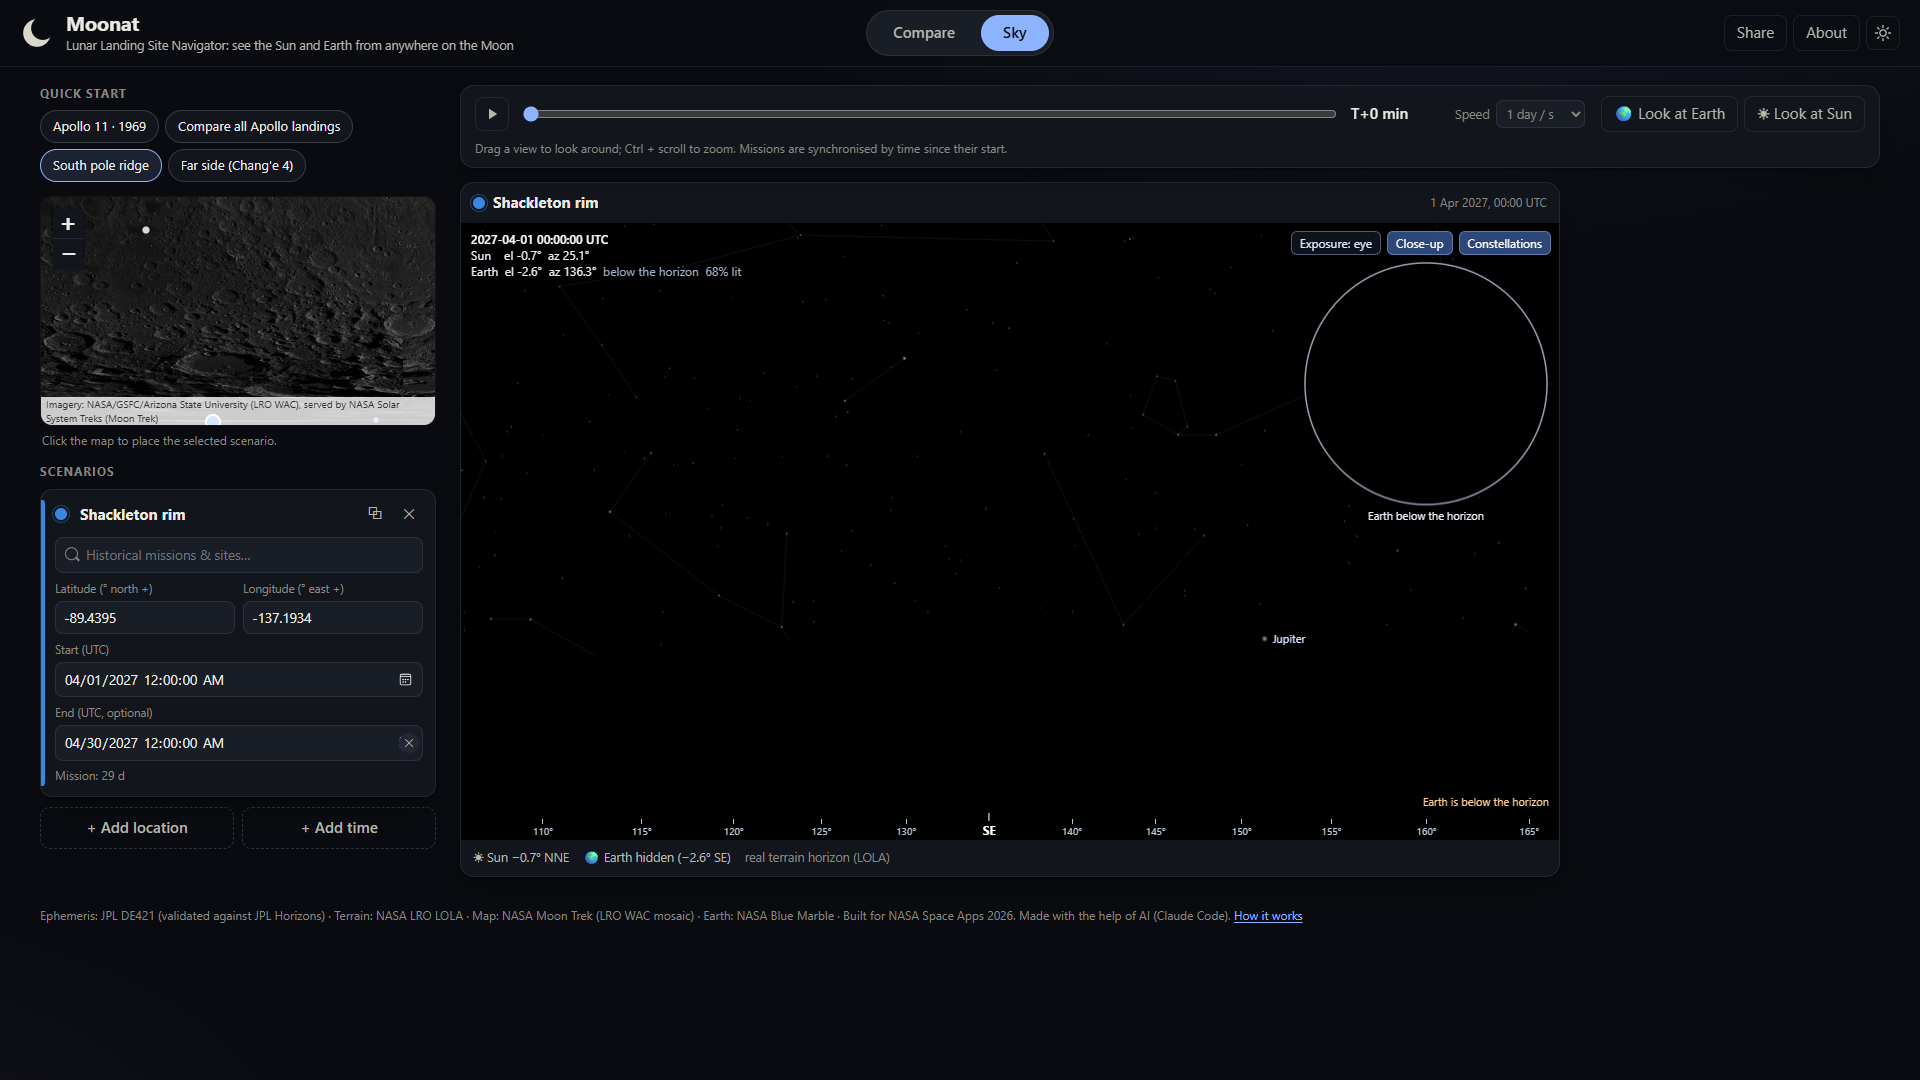 Moonat
Lunar Landing Site Navigator: see the Sun and Earth from anywhere on the Moon
Compare
Sky
Share
About
QUICK START
Apollo 11 · 1969
Compare all Apollo landings
South pole ridge
Far side (Chang'e 4)
+
−
Imagery: NASA/GSFC/Arizona State University (LRO WAC), served by NASA Solar
System Treks (Moon Trek)
Click the map to place the selected scenario.
SCENARIOS
Shackleton rim
Historical missions & sites...
Latitude (° north +)
Longitude (° east +)
-89.4395
-137.1934
Start (UTC)
04/01/2027 12:00:00 AM
End (UTC, optional)
04/30/2027 12:00:00 AM
Mission: 29 d
+ Add location
+ Add time
T+0 min
Speed
1 day / s
Look at Earth
Look at Sun
Drag a view to look around; Ctrl + scroll to zoom. Missions are synchronised by time since their start.
Shackleton rim
1 Apr 2027, 00:00 UTC
2027-04-01 00:00:00 UTC
Sun el -0.7° az 25.1°
Earth el -2.6° az 136.3° below the horizon 68% lit
Exposure: eye
Close-up
Constellations
Earth below the horizon
Jupiter
Earth is below the horizon
110°
115°
120°
125°
130°
SE
140°
145°
150°
155°
160°
165°
Sun −0.7° NNE
Earth hidden (−2.6° SE)
real terrain horizon (LOLA)
Ephemeris: JPL DE421 (validated against JPL Horizons) · Terrain: NASA LRO LOLA · Map: NASA Moon Trek (LRO WAC mosaic) · Earth: NASA Blue Marble · Built for NASA Space Apps 2026. Made with the help of AI (Claude Code). How it works